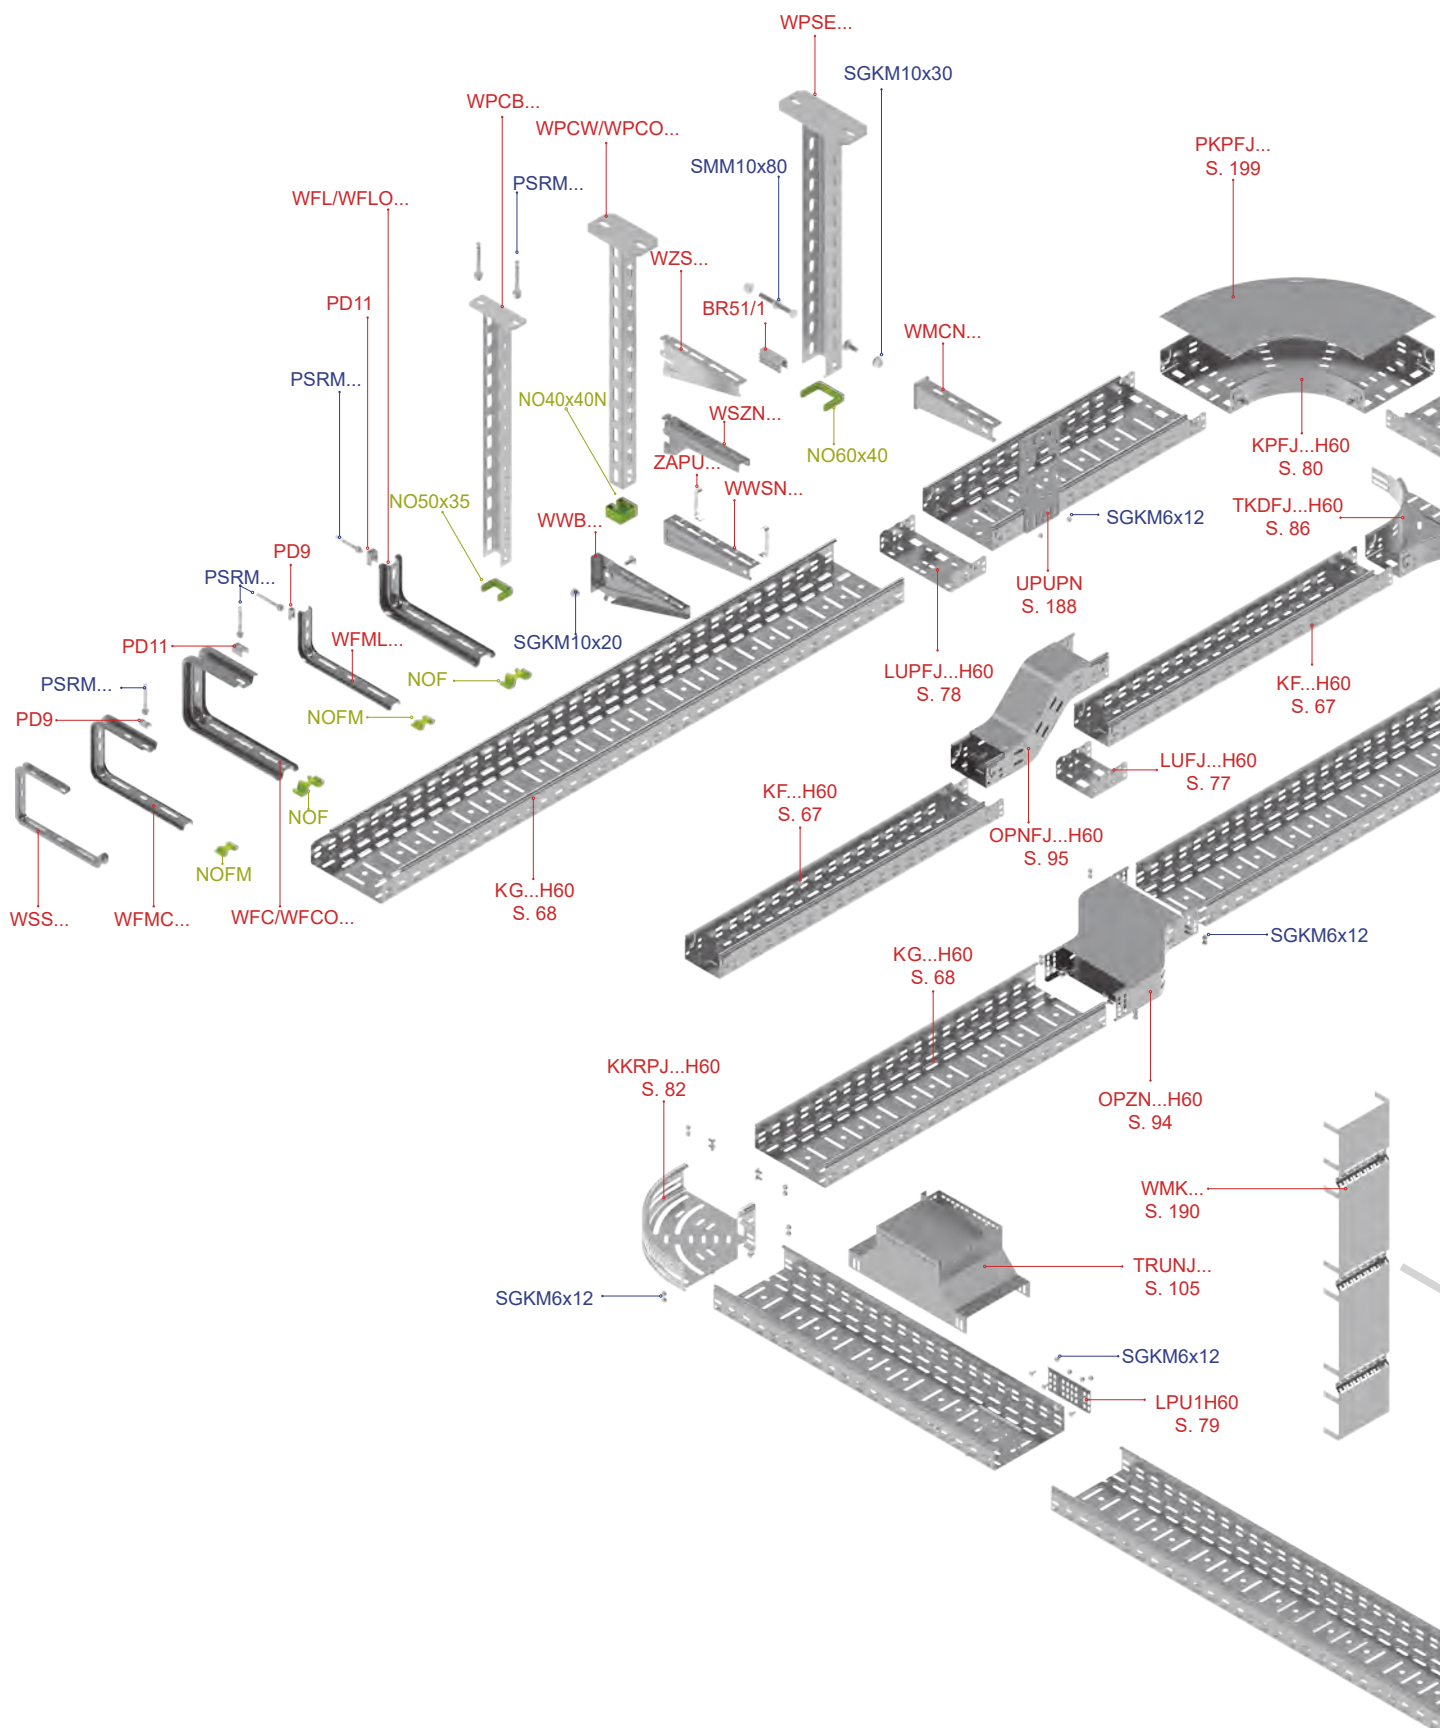 WPSE...
SGKM10x30
WPCB...
WPCW/WPCO...
PKPFJ...
S. 199
SMM10x80
PSRM...
WFL/WFLO...
WZS...
PD11
BR51/1
WMCN...
PSRM...
NO40x40N
WSZN...
NO60x40
KPFJ...H60
S. 80
ZAPU...
NO50x35
WWSN...
TKDFJ...H60
S. 86
WWB...
SGKM6x12
PD9
PSRM...
UPUPN
S. 188
SGKM10x20
PD11
WFML...
LUPFJ...H60
S. 78
NOF
PSRM...
KF...H60
S. 67
PD9
NOFM
LUFJ...H60
S. 77
KF...H60
S. 67
NOF
OPNFJ...H60
S. 95
NOFM
KG...H60
S. 68
WSS...
WFMC...
WFC/WFCO...
SGKM6x12
KG...H60
S. 68
KKRPJ...H60
S. 82
OPZN...H60
S. 94
WMK...
S. 190
TRUNJ...
S. 105
SGKM6x12
SGKM6x12
LPU1H60
S. 79